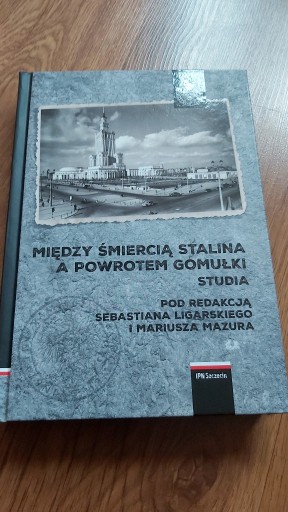 MIĘDZY ŚMIERCIĄ STALINA
A POWROTEM GOMUŁKI
STUDIA
POD REDAKCJĄ
SEBASTIANA LIGARSKIEGO
I MARIUSZA MAZURA
IPN Szczecin